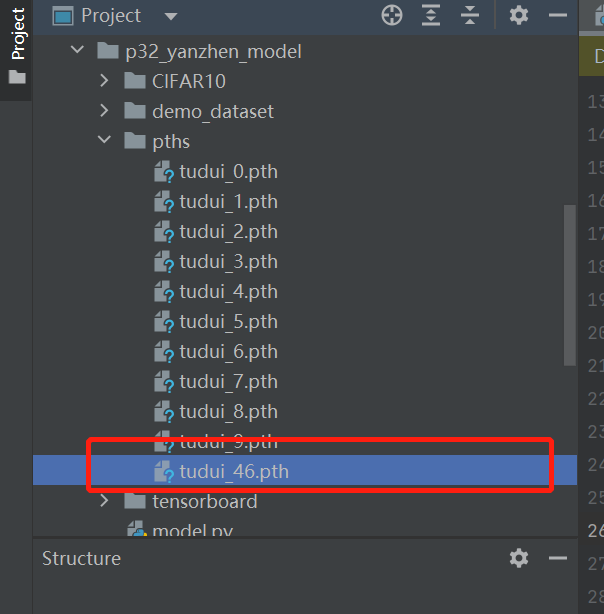 Project
Project
p32_yanzhen_model
CIFAR10
demo_dataset
pths
tudui_0.pth
tudui_1.pth
tudui_2.pth
tudui_3.pth
tudui_4.pth
tudui_5.pth
tudui_6.pth
tudui_7.pth
tudui_8.pth
tudui_9.pth
tudui_46.pth
tensorboard
model.py
Structure
D
13
14
15
16
17
18
19
20
21
22
23
24
25
26
27
28